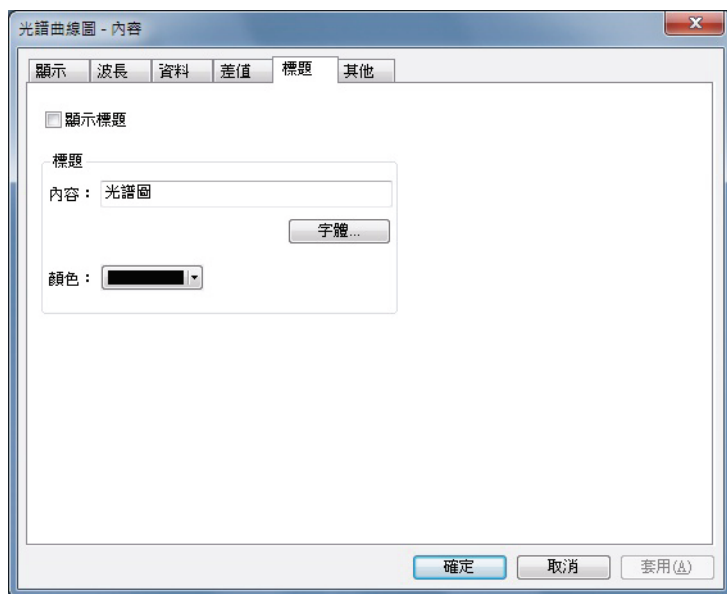 光譜曲線圖 - 內容
顯示 波長 資料 差值 標題 其他
顯示標題
標題
內容： 光譜圖
字體...
顏色：
確定 取消 套用(A)